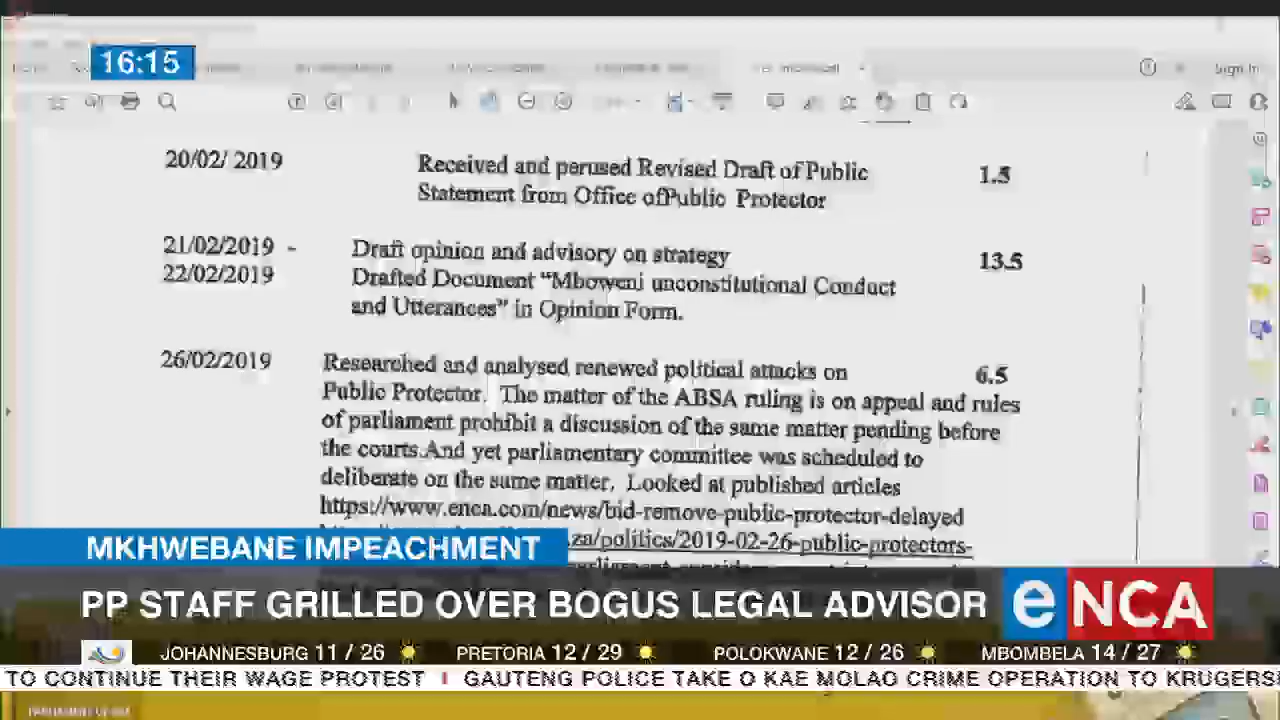 16:15
Sign In
20/02/ 2019 Received and perused Revised Draft of Public 1.5
Statement from Office ofPublic Protector
21/02/2019 - Draft opinion and advisory on strategy 13.5
22/02/2019 Drafted Document “Mboweni unconstitutional Conduct
and Utterances” in Opinion Form.
26/02/2019 Researched and analysed renewed political attacks on 6.5
Public Protector. The matter of the ABSA ruling is on appeal and rules
of parliament prohibit a discussion of the same matter pending before
the courts.And yet parliamentary committee was scheduled to
deliberate on the same matter. Looked at published articles
https://www.enca.com/news/bid-remove-public-protector-delayed
.za/politics/2019-02-26-public-protectors-
MKHWEBANE IMPEACHMENT
PP STAFF GRILLED OVER BOGUS LEGAL ADVISOR
eNCA
JOHANNESBURG 11 / 26 PRETORIA 12 / 29 POLOKWANE 12 / 26 MBOMBELA 14 / 27
TO CONTINUE THEIR WAGE PROTEST I GAUTENG POLICE TAKE O KAE MOLAO CRIME OPERATION TO KRUGERS